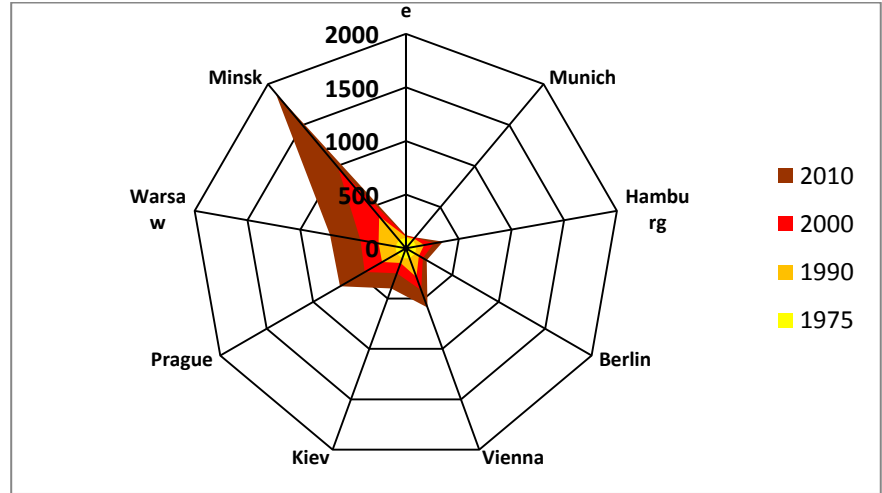 e
2000
1500
1000
500
0
Munich
Hambu
rg
Berlin
Vienna
Kiev
Prague
Warsa
w
Minsk
2010
2000
1990
1975